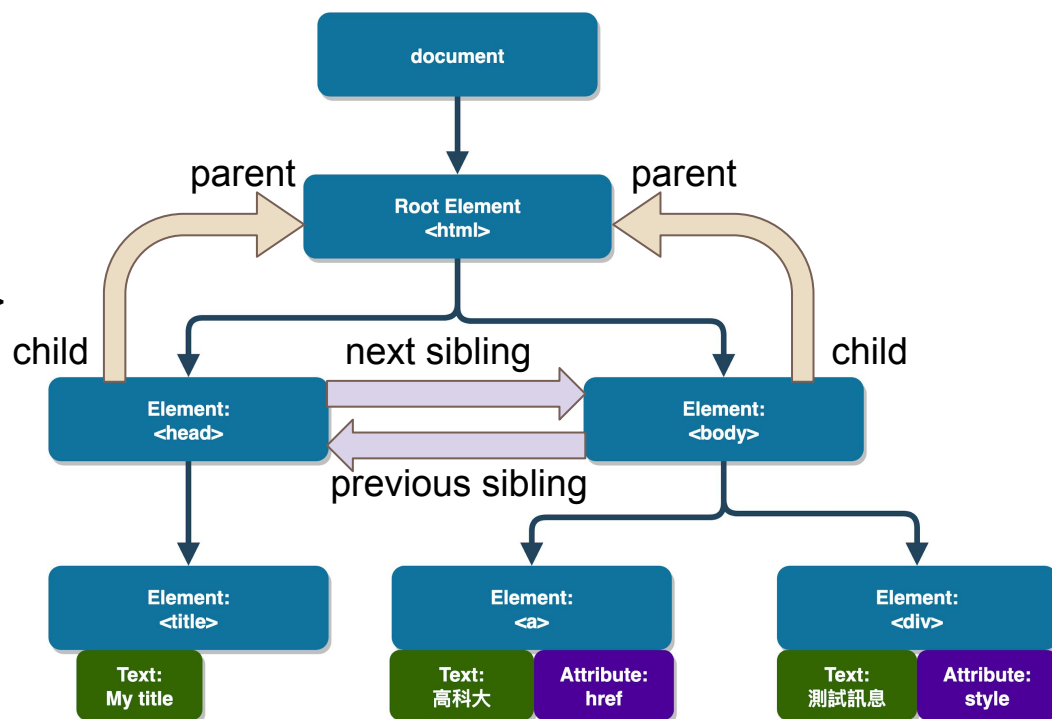 document
parent
parent
Root Element
<html>
>
child
next sibling
child
Element:
<head>
Element:
<body>
previous sibling
Element:
<title>
Element:
<a>
Element:
<div>
Text:
My title
Text:
高科大
Attribute:
href
Text:
測試訊息
Attribute:
style